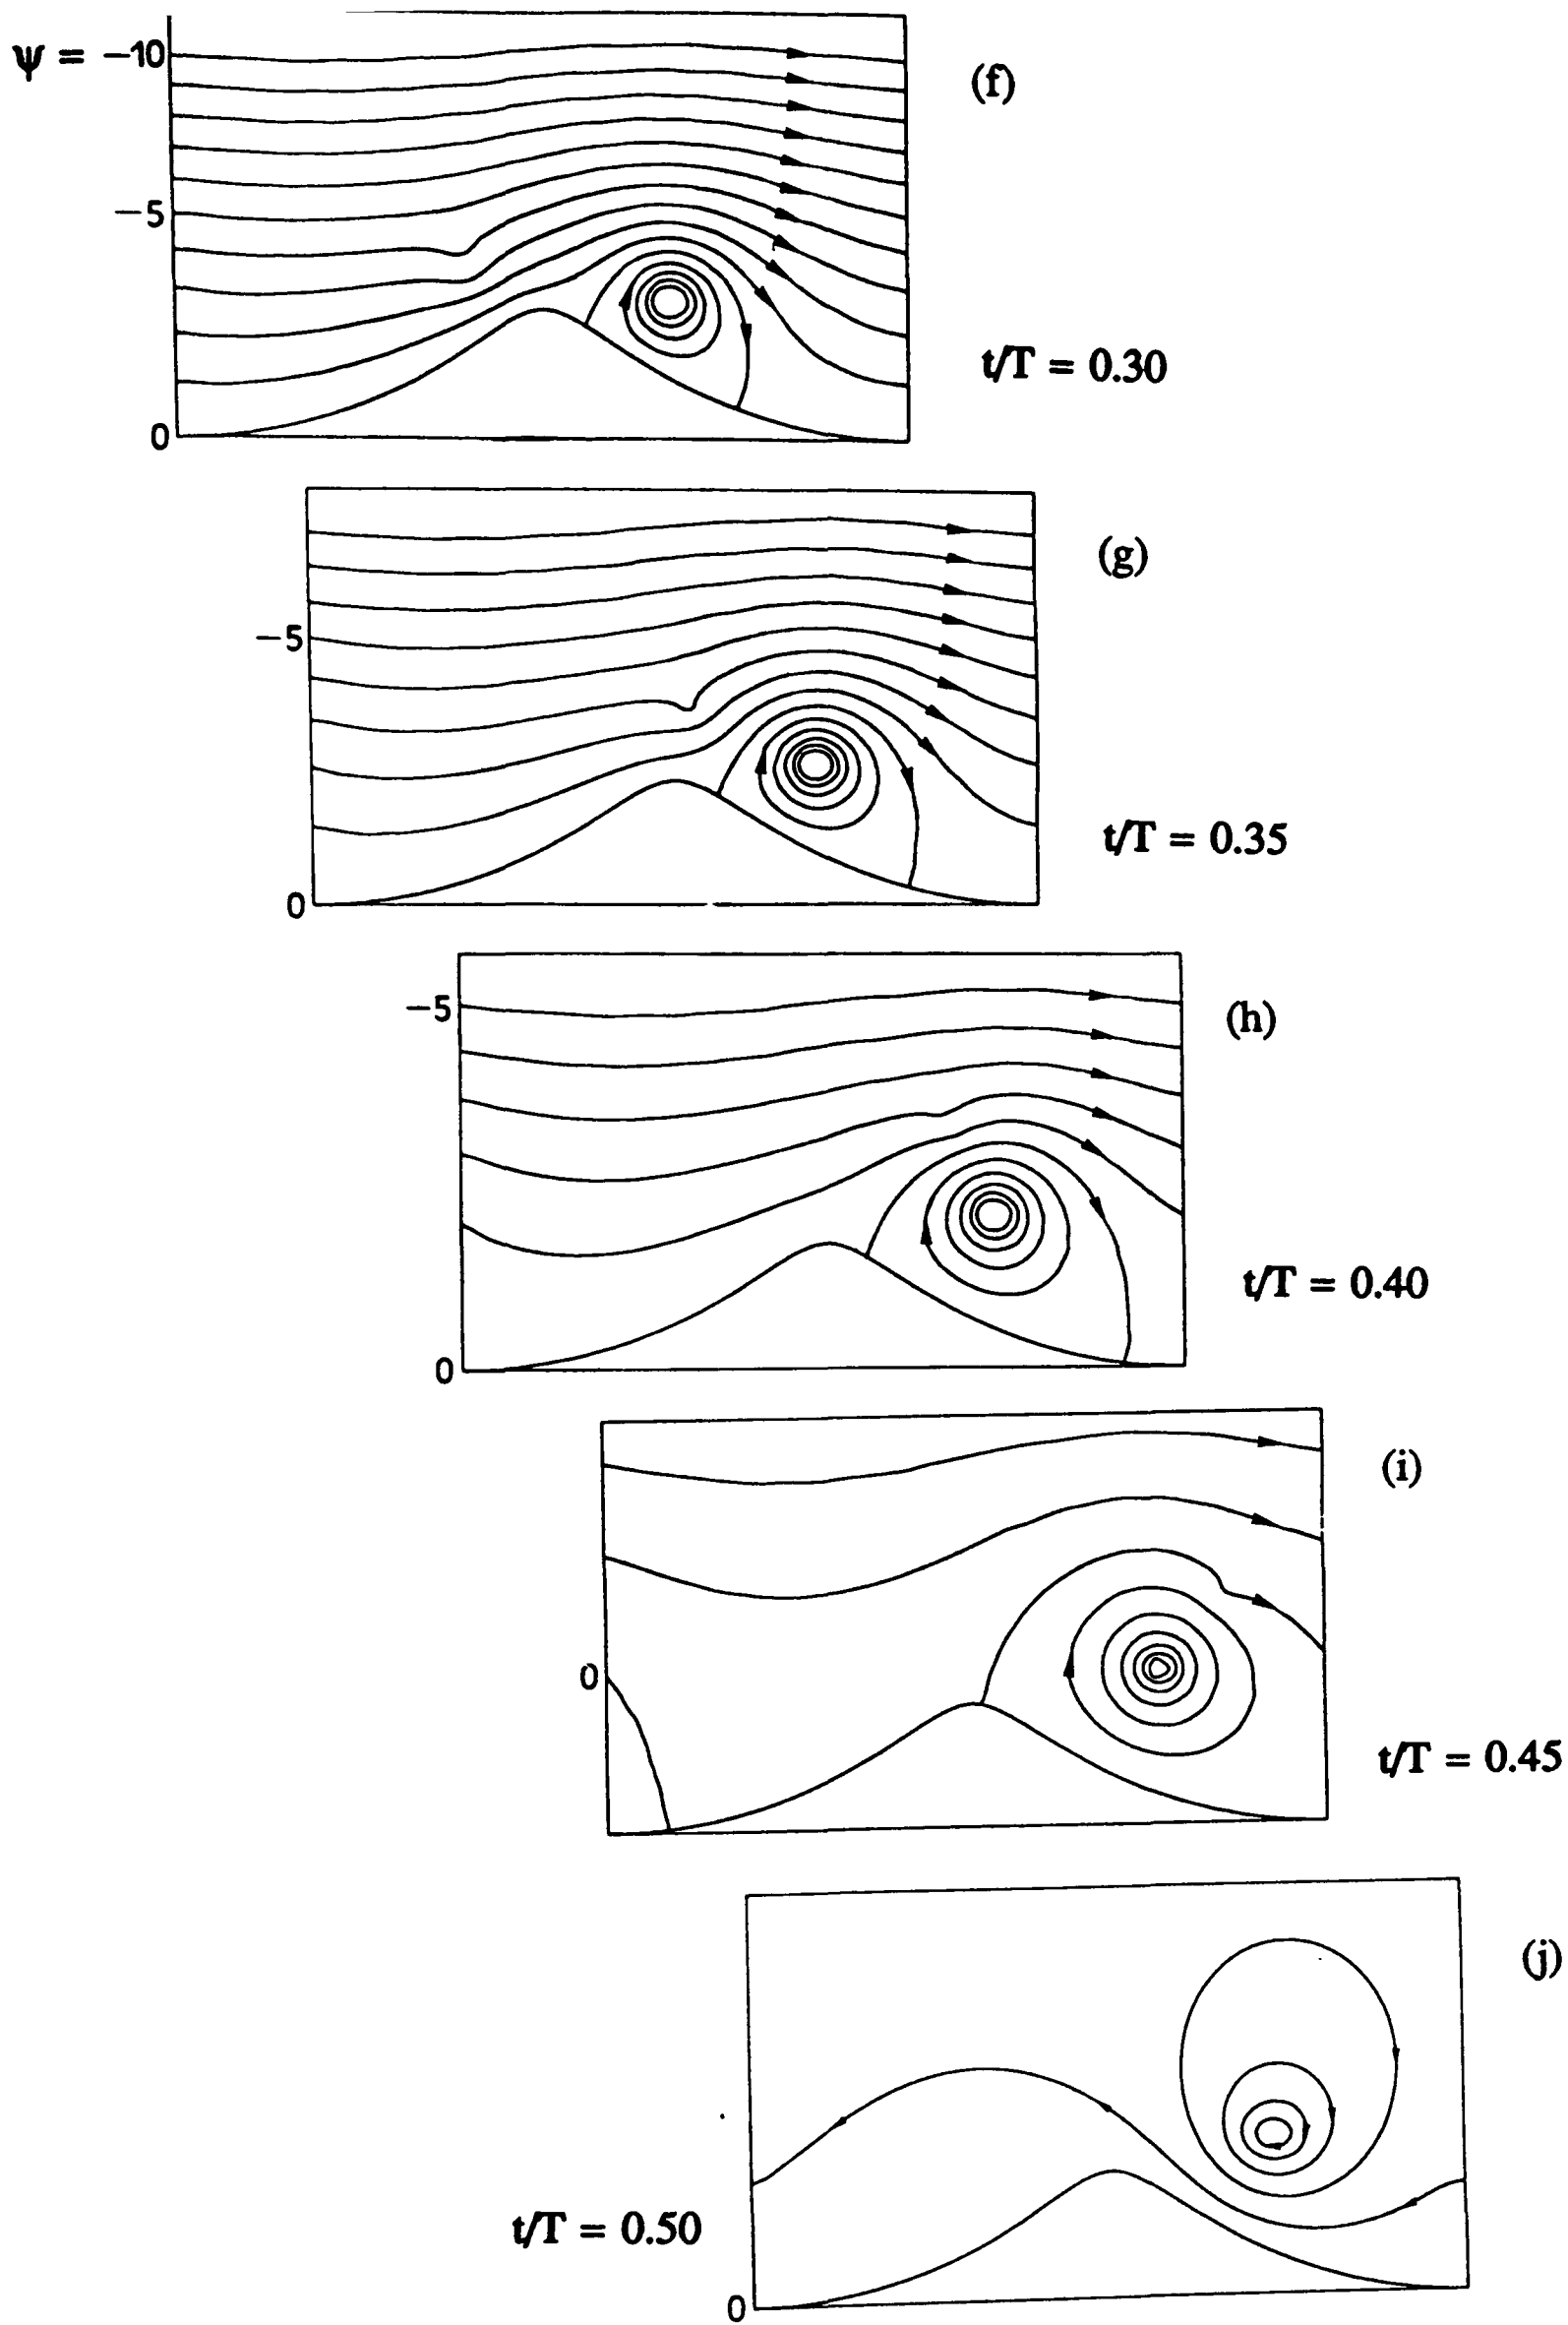 ψ = −10
(f)
−5
t/T = 0.30
0
(g)
−5
t/T = 0.35
0
−5
(h)
t/T = 0.40
0
(i)
0
t/T = 0.45
(j)
t/T = 0.50
0